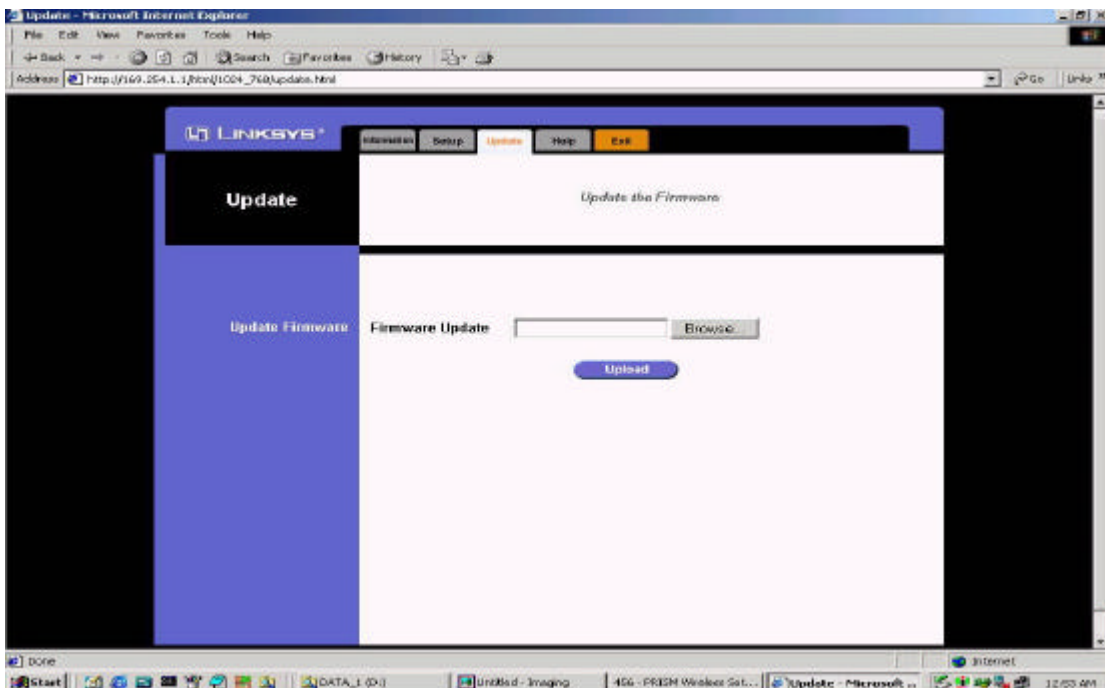 Update - Microsoft Internet Explorer
File Edit View Favorites Tools Help
Back Search Favorites History
Address http://169.254.1.1/html/1024_768/update.html Go Links
LINKSYS
Information Setup Update Help Exit
Update
Update the Firmware
Update Firmware
Firmware Update Browse...
Upload
Done Internet
Start DATA_1 (D:) Untitled - Imaging 456 - PRISM Wireless Set... Update - Microsoft ... 12:53 AM